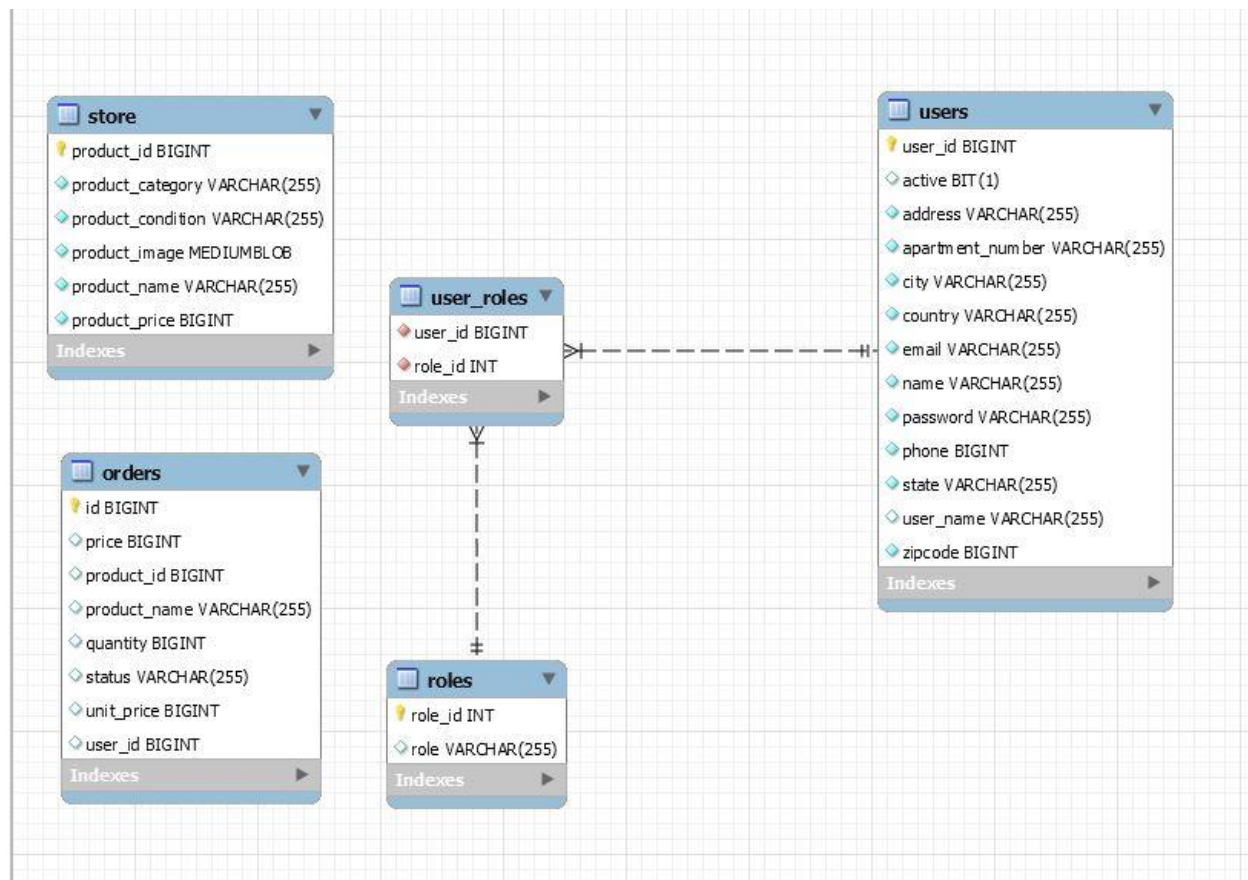 store
product_id BIGINT
product_category VARCHAR(255)
product_condition VARCHAR(255)
product_image MEDIUMBLOB
product_name VARCHAR(255)
product_price BIGINT
Indexes
orders
id BIGINT
price BIGINT
product_id BIGINT
product_name VARCHAR(255)
quantity BIGINT
status VARCHAR(255)
unit_price BIGINT
user_id BIGINT
Indexes
user_roles
user_id BIGINT
role_id INT
Indexes
roles
role_id INT
role VARCHAR(255)
Indexes
users
user_id BIGINT
active BIT(1)
address VARCHAR(255)
apartment_number VARCHAR(255)
city VARCHAR(255)
country VARCHAR(255)
email VARCHAR(255)
name VARCHAR(255)
password VARCHAR(255)
phone BIGINT
state VARCHAR(255)
user_name VARCHAR(255)
zipcode BIGINT
Indexes